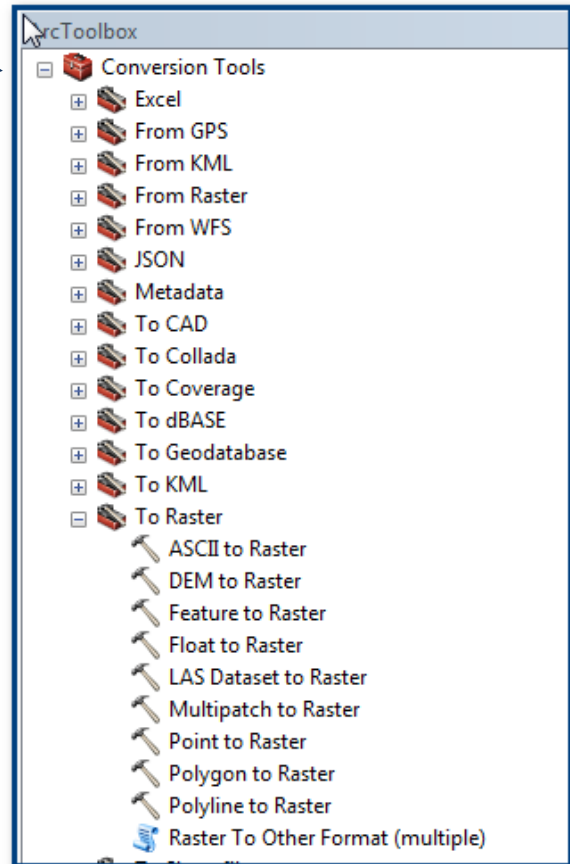 rcToolbox
Conversion Tools
Excel
From GPS
From KML
From Raster
From WFS
JSON
Metadata
To CAD
To Collada
To Coverage
To dBASE
To Geodatabase
To KML
To Raster
ASCII to Raster
DEM to Raster
Feature to Raster
Float to Raster
LAS Dataset to Raster
Multipatch to Raster
Point to Raster
Polygon to Raster
Polyline to Raster
Raster To Other Format (multiple)